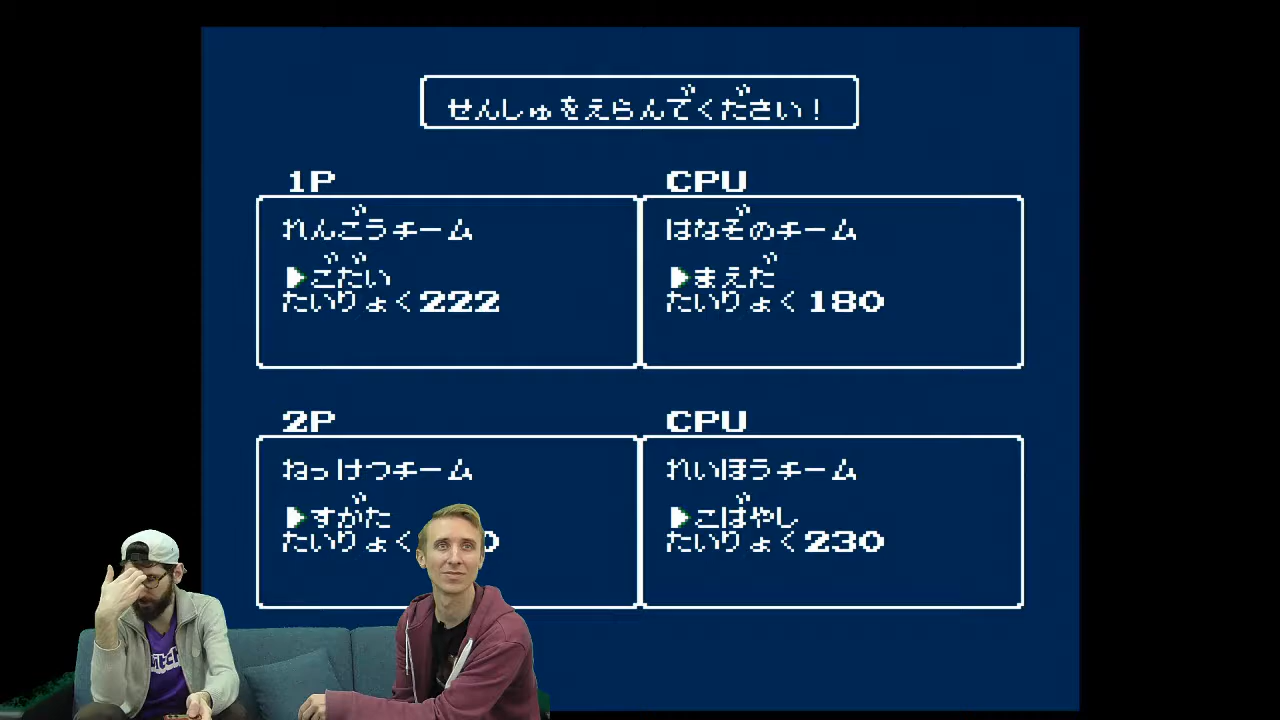 せんしゅをえらんでください!
1P
れんごうチーム
▶ごだい
たいりょく222
CPU
はなぞのチーム
▶まえだ
たいりょく180
2P
ねっけつチーム
▶すがた
たいりょく
CPU
れいほうチーム
▶こばやし
たいりょく230